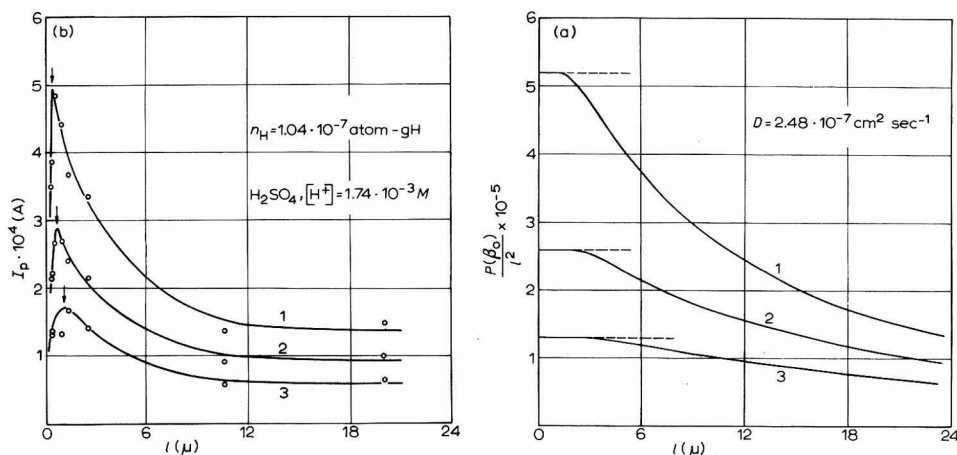 (b)
I_p · 10^4 (A)
5
4
3
2
1
0
6
12
18
24
l (μ)
n_H = 1.04 · 10^-7 atom-gH
H_2SO_4, [H^+] = 1.74 · 10^-3 M
1
2
3
(a)
P(β_0)/l^2 × 10^-5
5
4
3
2
1
0
6
12
18
24
l (μ)
D = 2.48 · 10^-7 cm^2 sec^-1
1
2
3